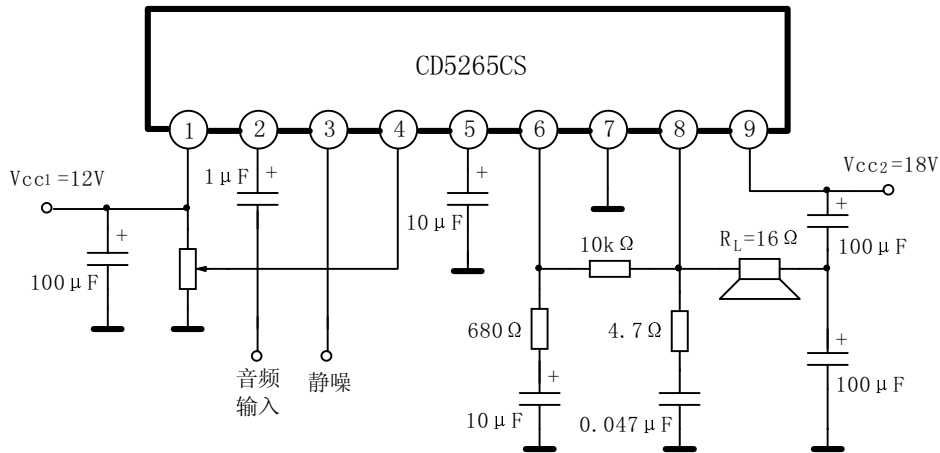 CD5265CS
1 2 3 4 5 6 7 8 9
Vcc1=12V
1μF
+
+
Vcc2=18V
+
+
10μF
10kΩ
RL=16Ω
100μF
100μF
680Ω
4.7Ω
+
+
音频
输入
静噪
10μF
0.047μF
100μF